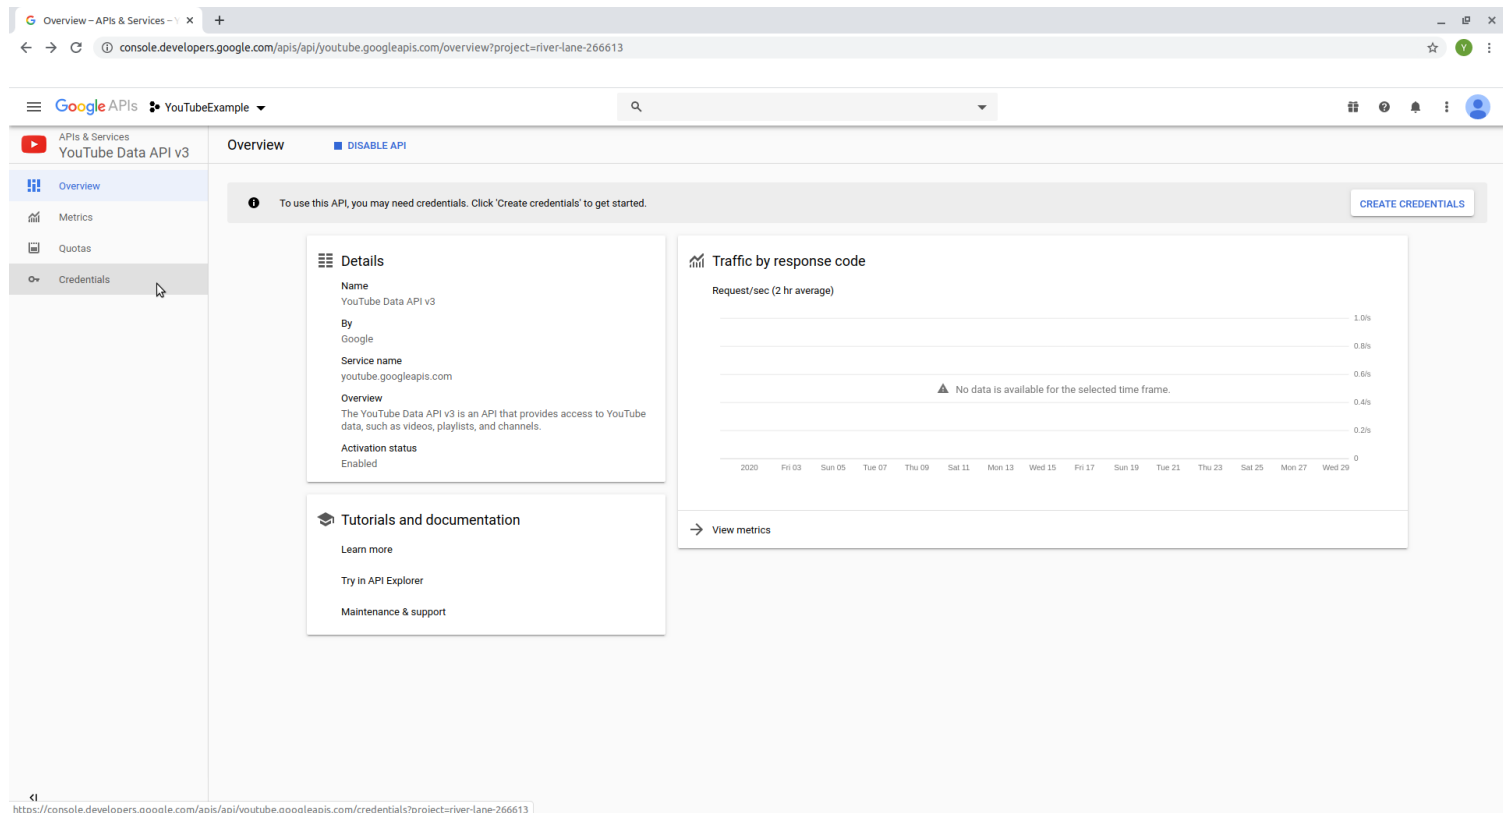 Overview – APIs & Services –
console.developers.google.com/apis/api/youtube.googleapis.com/overview?project=river-lane-266613
Y
Google APIs
YouTubeExample
APIs & Services
YouTube Data API v3
Overview
DISABLE API
Overview
Metrics
Quotas
Credentials
To use this API, you may need credentials. Click 'Create credentials' to get started.
CREATE CREDENTIALS
Details
Name
YouTube Data API v3
By
Google
Service name
youtube.googleapis.com
Overview
The YouTube Data API v3 is an API that provides access to YouTube
data, such as videos, playlists, and channels.
Activation status
Enabled
Tutorials and documentation
Learn more
Try in API Explorer
Maintenance & support
Traffic by response code
Request/sec (2 hr average)
1.0/s
0.8/s
0.6/s
No data is available for the selected time frame.
0.4/s
0.2/s
0
2020 Fri 03 Sun 05 Tue 07 Thu 09 Sat 11 Mon 13 Wed 15 Fri 17 Sun 19 Tue 21 Thu 23 Sat 25 Mon 27 Wed 29
View metrics
https://console.developers.google.com/apis/api/youtube.googleapis.com/credentials?project=river-lane-266613